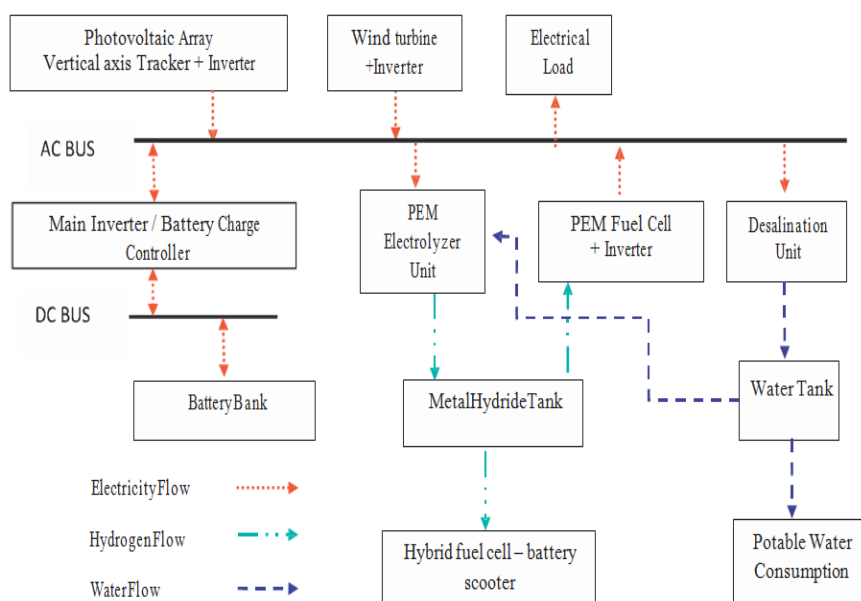 Photovoltaic Array
Vertical axis Tracker + Inverter
Wind turbine
+Inverter
Electrical
Load
AC BUS
Main Inverter / Battery Charge
Controller
PEM
Electrolyzer
Unit
PEM Fuel Cell
+ Inverter
Desalination
Unit
DC BUS
BatteryBank
MetalHydrideTank
Water Tank
ElectricityFlow
HydrogenFlow
WaterFlow
Hybrid fuel cell – battery
scooter
Potable Water
Consumption